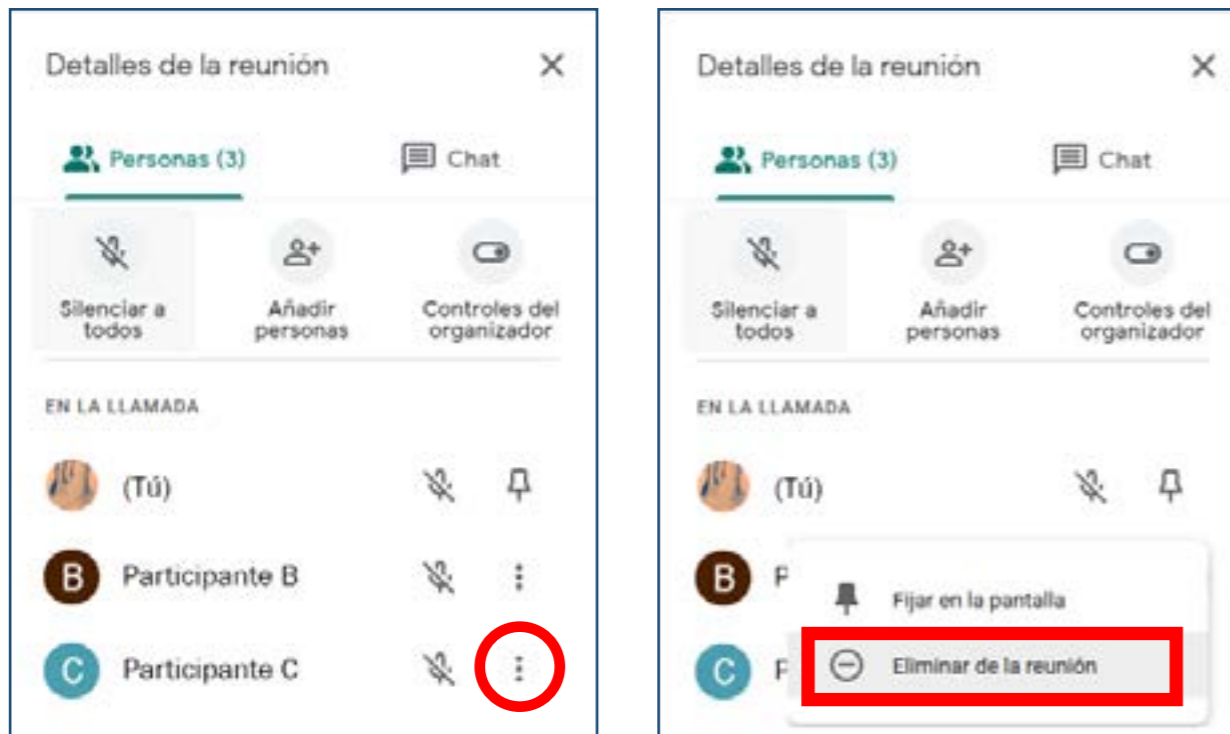 Detalles de la reunión
Personas (3)
Chat
Silenciar a
todos
Añadir
personas
Controles del
organizador
EN LA LLAMADA
(Tú)
B Participante B
C Participante C
Detalles de la reunión
Personas (3)
Chat
Silenciar a
todos
Añadir
personas
Controles del
organizador
EN LA LLAMADA
(Tú)
B P
Fijar en la pantalla
C P
Eliminar de la reunión